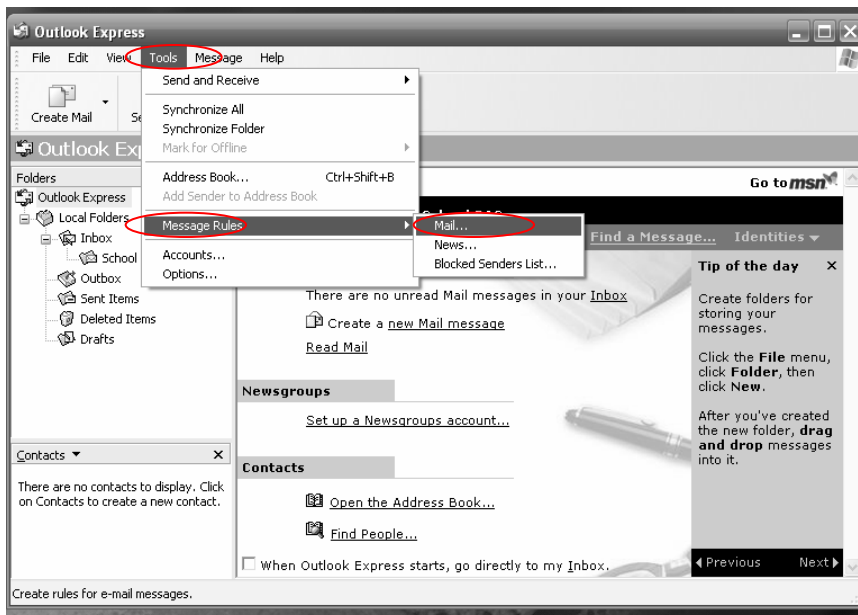 Outlook Express
File Edit View Tools Message Help
Create Mail
Send and Receive
Synchronize All
Synchronize Folder
Mark for Offline
Address Book... Ctrl+Shift+B
Add Sender to Address Book
Message Rules
Accounts...
Options...
Mail...
News...
Blocked Senders List...
Folders
Outlook Express
Local Folders
Inbox
School
Outbox
Sent Items
Deleted Items
Drafts
Contacts
There are no contacts to display. Click
on Contacts to create a new contact.
Go to msn
Find a Message... Identities
There are no unread Mail messages in your Inbox
Create a new Mail message
Read Mail
Newsgroups
Set up a Newsgroups account...
Contacts
Open the Address Book...
Find People...
When Outlook Express starts, go directly to my Inbox.
Tip of the day X
Create folders for
storing your
messages.
Click the File menu,
click Folder, then
click New.
After you've created
the new folder, drag
and drop messages
into it.
Previous Next
Create rules for e-mail messages.